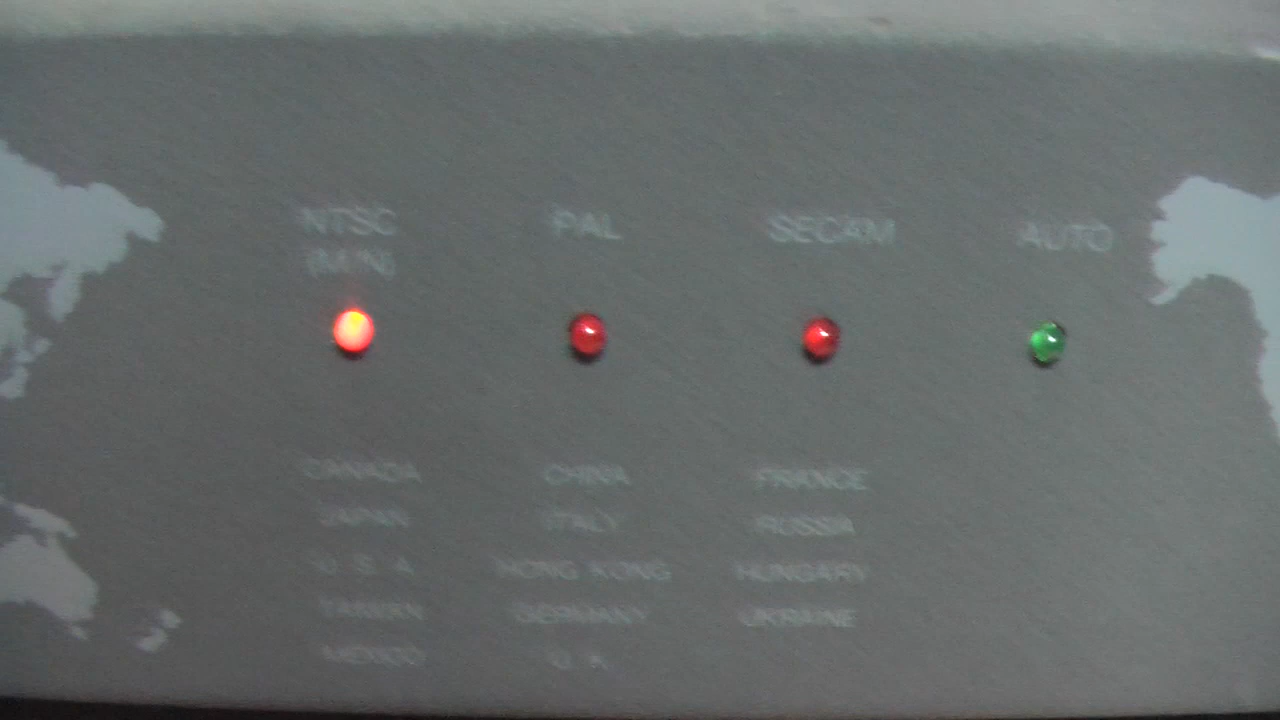 NTSC PAL SECAM AUTO
(M/N)
CANADA CHINA FRANCE
JAPAN ITALY RUSSIA
U S A HONG KONG HUNGARY
TAIWAN GERMANY UKRAINE
MEXICO U K